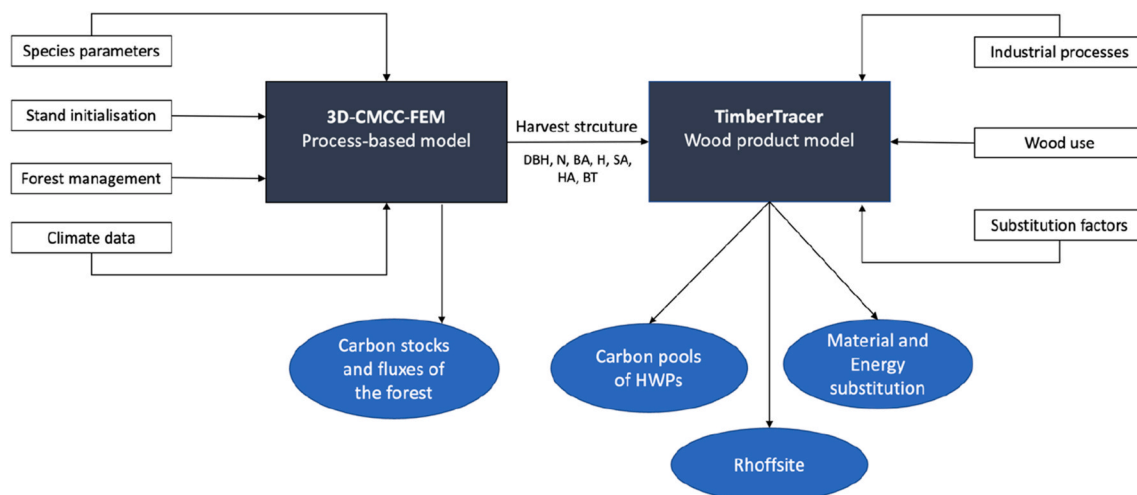 Species parameters
Stand initialisation
Forest management
Climate data
3D-CMCC-FEM
Process-based model
Harvest strcuture
DBH, N, BA, H, SA,
HA, BT
TimberTracer
Wood product model
Industrial processes
Wood use
Substitution factors
Carbon stocks
and fluxes of
the forest
Carbon pools
of HWPs
Material and
Energy
substitution
Rhoffsite